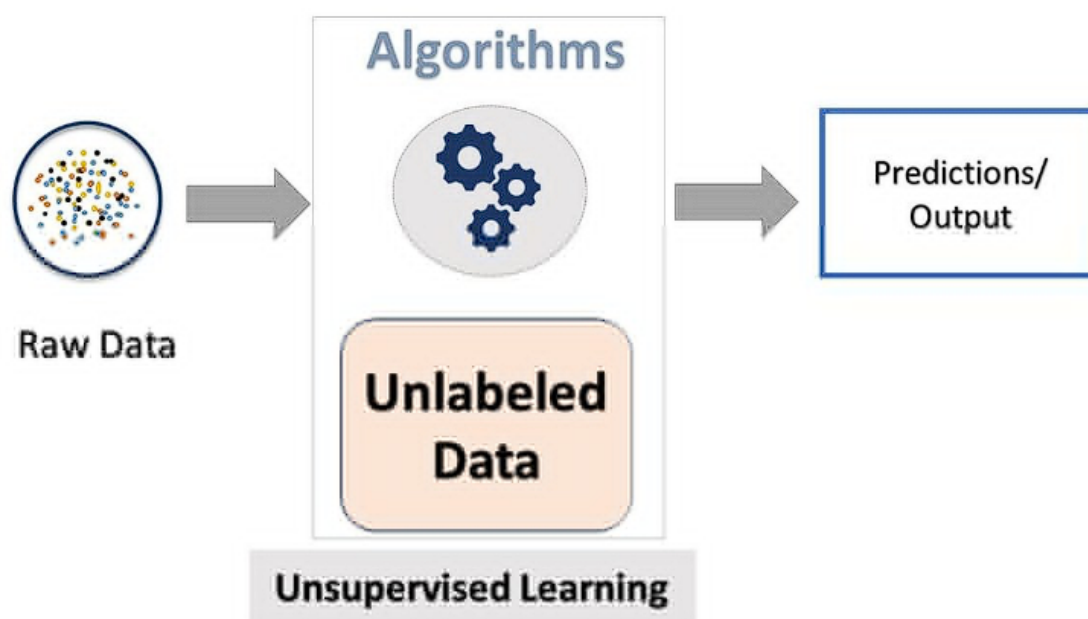 Algorithms
Raw Data
Predictions/
Output
Unlabeled
Data
Unsupervised Learning